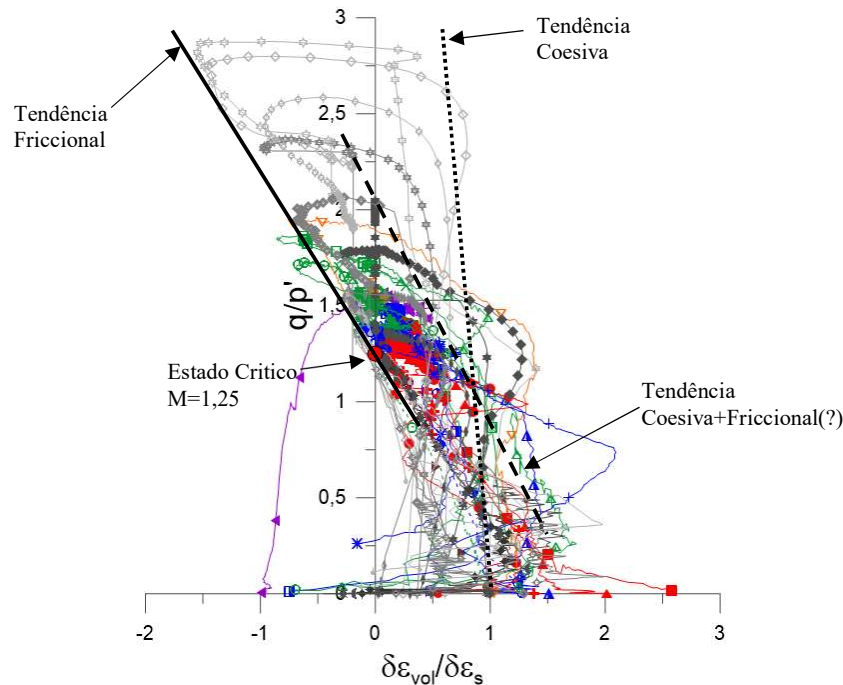 3
Tendência
Coesiva
Tendência
Friccional
2,5
2
q/p'
1,5
Estado Critico
M=1,25
1
Tendência
Coesiva+Friccional(?)
0,5
0
-2 -1 0 1 2 3
δεvol/δεs